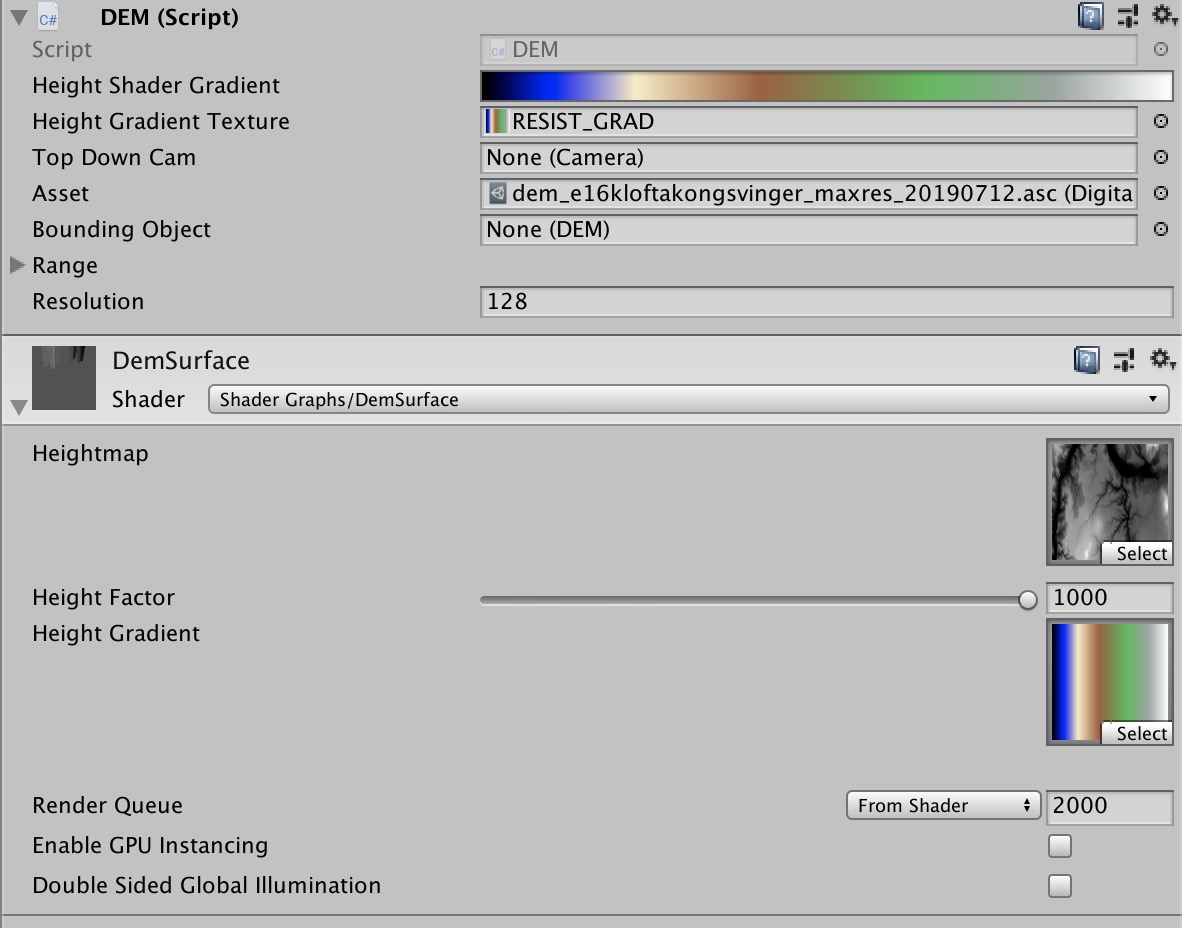 C# DEM (Script)
Script C# DEM
Height Shader Gradient
Height Gradient Texture RESIST_GRAD
Top Down Cam None (Camera)
Asset dem_e16kloftakongsvinger_maxres_20190712.asc (Digita
Bounding Object None (DEM)
Range
Resolution 128
DemSurface
Shader Shader Graphs/DemSurface
Heightmap
Select
Height Factor 1000
Height Gradient
Select
Render Queue From Shader 2000
Enable GPU Instancing
Double Sided Global Illumination